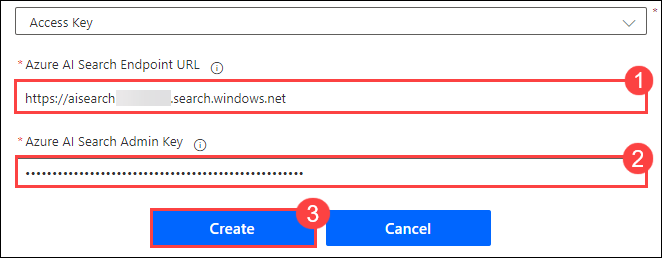 Access Key
*
* Azure AI Search Endpoint URL
1
https://aisearch .search.windows.net
* Azure AI Search Admin Key
2
••••••••••••••••••••••••••••••••••••••••••••••••••••
3
Create Cancel